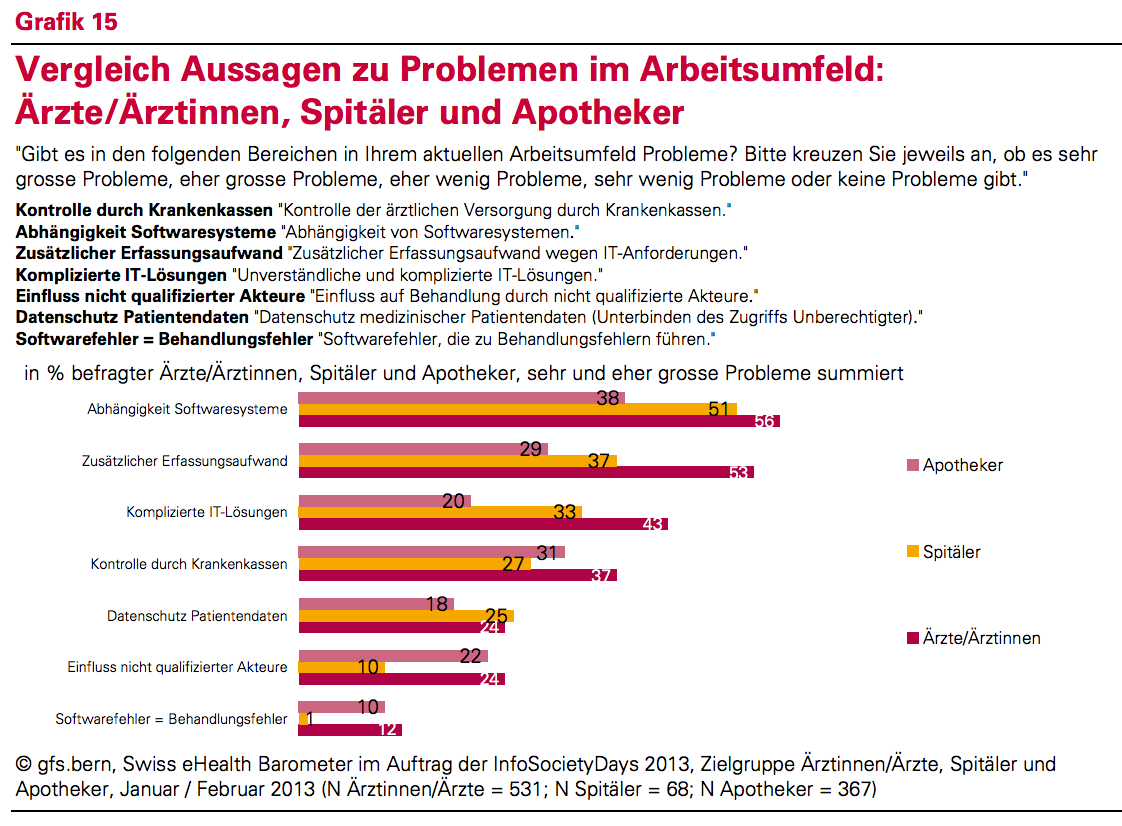 Grafik 15
Vergleich Aussagen zu Problemen im Arbeitsumfeld:
Ärzte/Ärztinnen, Spitäler und Apotheker
"Gibt es in den folgenden Bereichen in Ihrem aktuellen Arbeitsumfeld Probleme? Bitte kreuzen Sie jeweils an, ob es sehr
grosse Probleme, eher grosse Probleme, eher wenig Probleme, sehr wenig Probleme oder keine Probleme gibt."
Kontrolle durch Krankenkassen "Kontrolle der ärztlichen Versorgung durch Krankenkassen."
Abhängigkeit Softwaresysteme "Abhängigkeit von Softwaresystemen."
Zusätzlicher Erfassungsaufwand "Zusätzlicher Erfassungsaufwand wegen IT-Anforderungen."
Komplizierte IT-Lösungen "Unverständliche und komplizierte IT-Lösungen."
Einfluss nicht qualifizierter Akteure "Einfluss auf Behandlung durch nicht qualifizierte Akteure."
Datenschutz Patientendaten "Datenschutz medizinischer Patientendaten (Unterbinden des Zugriffs Unberechtigter)."
Softwarefehler = Behandlungsfehler "Softwarefehler, die zu Behandlungsfehlern führen."
in % befragter Ärzte/Ärztinnen, Spitäler und Apotheker, sehr und eher grosse Probleme summiert
Abhängigkeit Softwaresysteme
38
51
56
Zusätzlicher Erfassungsaufwand
29
37
53
Komplizierte IT-Lösungen
20
33
43
Kontrolle durch Krankenkassen
31
27
37
Datenschutz Patientendaten
18
25
24
Einfluss nicht qualifizierter Akteure
22
10
24
Softwarefehler = Behandlungsfehler
10
1
12
Apotheker
Spitäler
Ärzte/Ärztinnen
© gfs.bern, Swiss eHealth Barometer im Auftrag der InfoSocietyDays 2013, Zielgruppe Ärztinnen/Ärzte, Spitäler und
Apotheker, Januar / Februar 2013 (N Ärztinnen/Ärzte = 531; N Spitäler = 68; N Apotheker = 367)